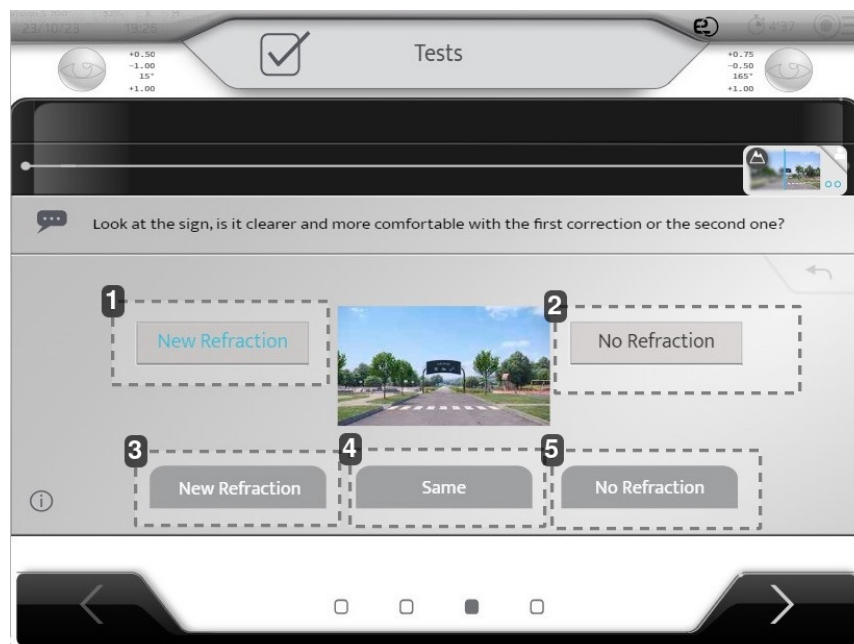 23/10/23 19:25
Tests
4'37
+0.50
-1.00
15°
+1.00
+0.75
-0.50
165°
+1.00
Look at the sign, is it clearer and more comfortable with the first correction or the second one?
1
New Refraction
2
No Refraction
3
New Refraction
4
Same
5
No Refraction